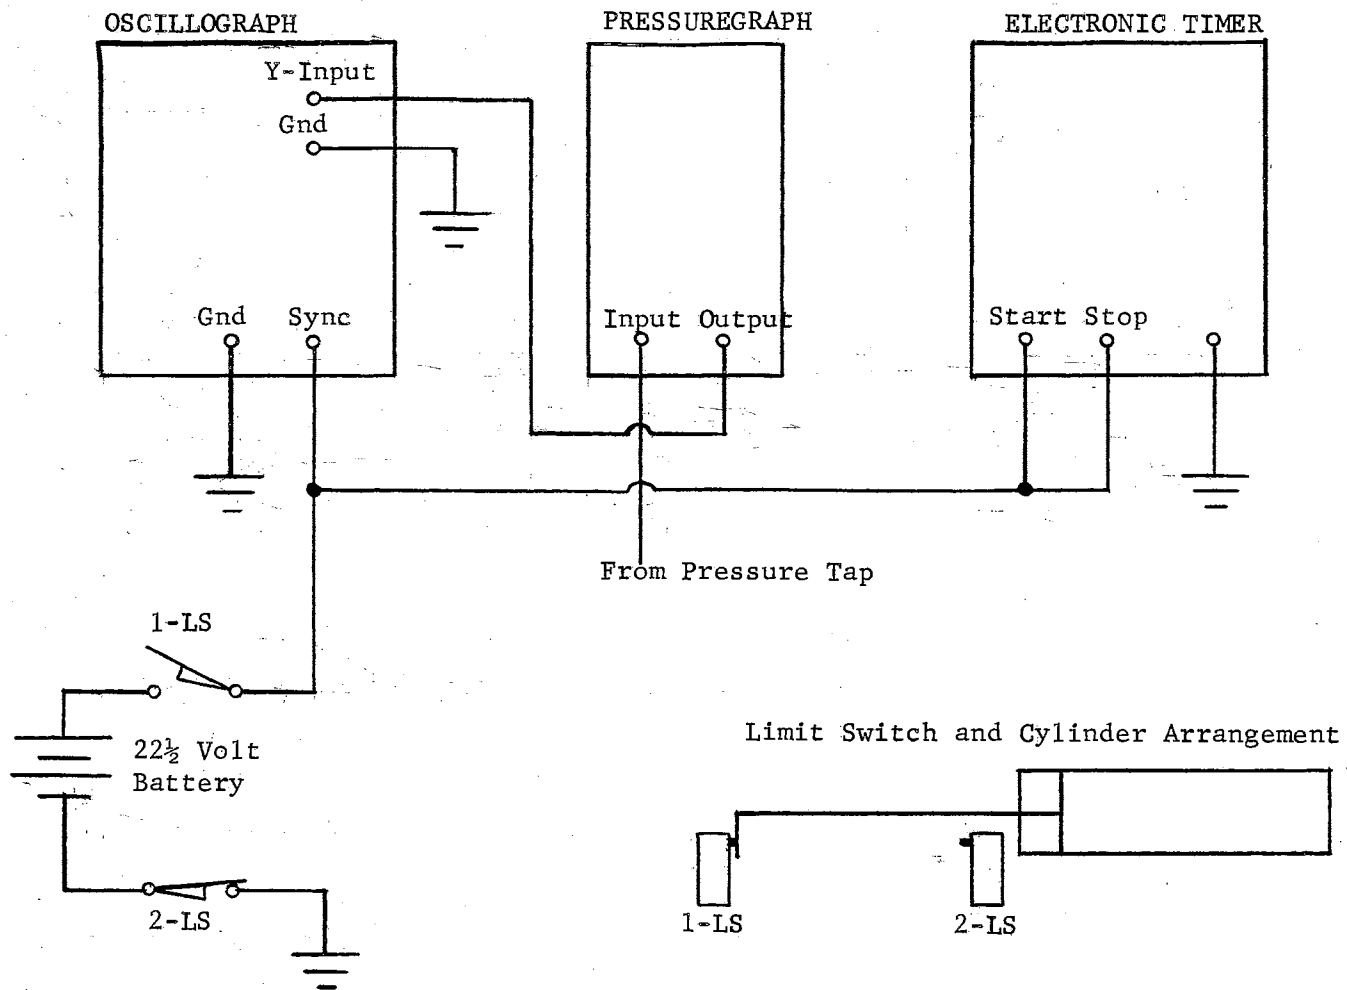 OSCILLOGRAPH
PRESSUREGRAPH
ELECTRONIC TIMER
Y-Input
Gnd
Gnd Sync
Input Output
Start Stop
From Pressure Tap
1-LS
22½ Volt
Battery
2-LS
Limit Switch and Cylinder Arrangement
1-LS
2-LS